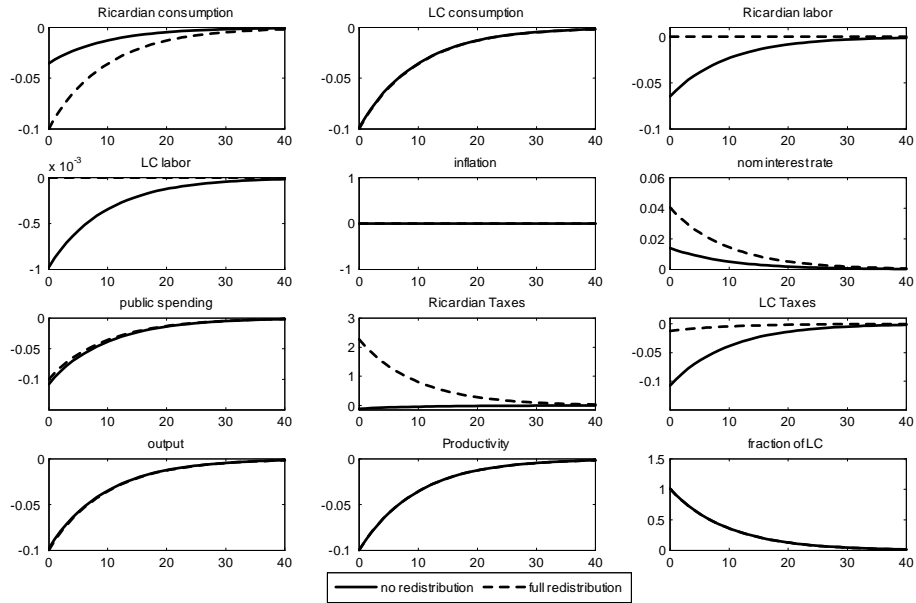 Ricardian consumption LC consumption Ricardian labor
0 0 0
-0.05 -0.05 -0.05
-0.1 -0.1 -0.1
0 10 20 30 40 0 10 20 30 40 0 10 20 30 40
x 10⁻³ LC labor inflation nom interest rate
0 1 0.06
-0.5 0 0.04
0.02
-1 -1 0
0 10 20 30 40 0 10 20 30 40 0 10 20 30 40
public spending Ricardian Taxes LC Taxes
0 3 0
-0.05 2 -0.05
-0.1 1 -0.1
0
0 10 20 30 40 0 10 20 30 40 0 10 20 30 40
output Productivity fraction of LC
0 0 1.5
-0.05 -0.05 1
0.5
-0.1 -0.1 0
0 10 20 30 40 0 10 20 30 40 0 10 20 30 40
no redistribution full redistribution